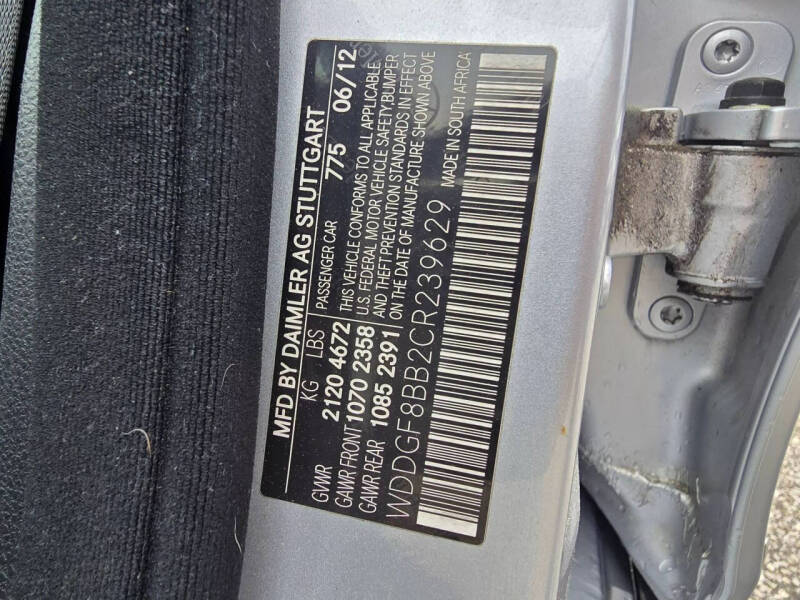 MFD BY DAIMLER AG STUTTGART
KG LBS PASSENGER CAR 775 06/12
GVWR 2120 4672
GAWR FRONT 1070 2358
GAWR REAR 1085 2391
THIS VEHICLE CONFORMS TO ALL APPLICABLE
U.S. FEDERAL MOTOR VEHICLE SAFETY, BUMPER
AND THEFT PREVENTION STANDARDS IN EFFECT
ON THE DATE OF MANUFACTURE SHOWN ABOVE
WDDGF8BB2CR239629 MADE IN SOUTH AFRICA